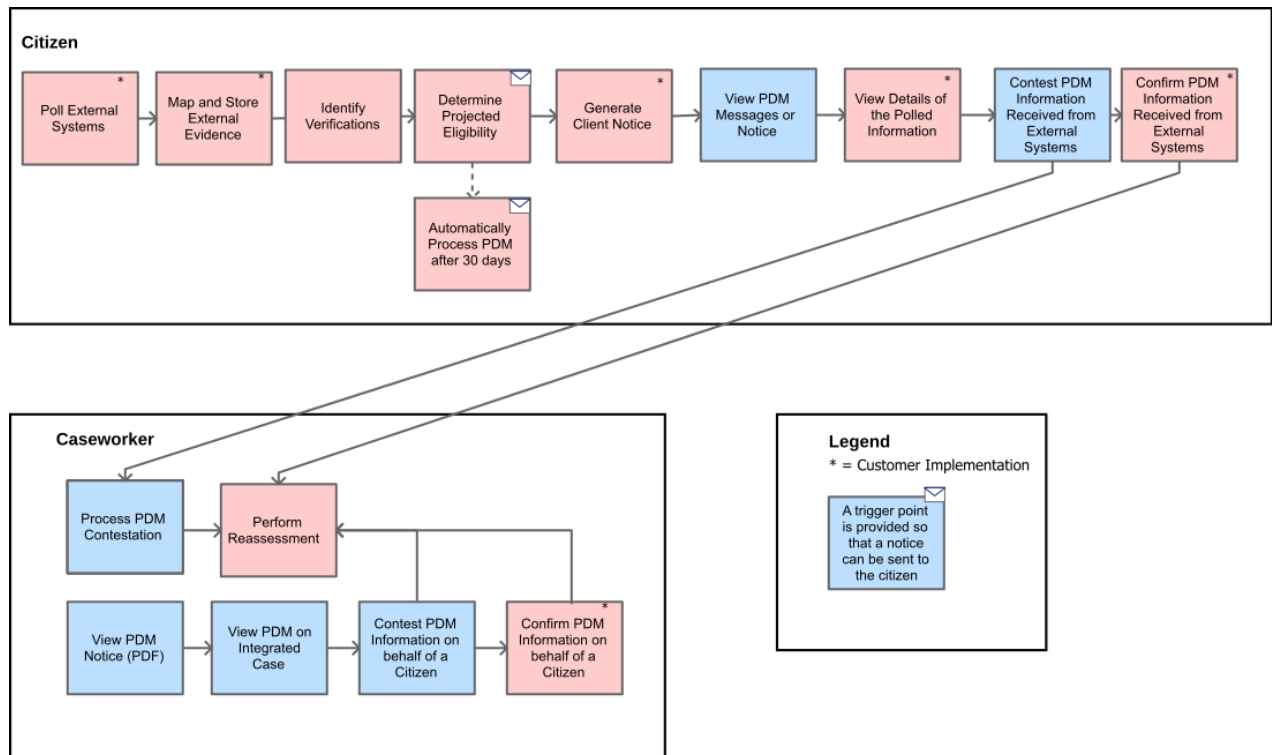 Citizen
*
Poll External
Systems
*
Map and Store
External
Evidence
Identify
Verifications
Determine
Projected
Eligibility
*
Generate
Client Notice
View PDM
Messages or
Notice
*
View Details of
the Polled
Information
Contest PDM
Information
Received from
External
Systems
*
Confirm PDM
Information
Received from
External
Systems
Automatically
Process PDM
after 30 days
Caseworker
Process PDM
Contestation
Perform
Reassessment
View PDM
Notice (PDF)
View PDM on
Integrated
Case
Contest PDM
Information on
behalf of a
Citizen
*
Confirm PDM
Information on
behalf of a
Citizen
Legend
* = Customer Implementation
A trigger point
is provided so
that a notice
can be sent to
the citizen